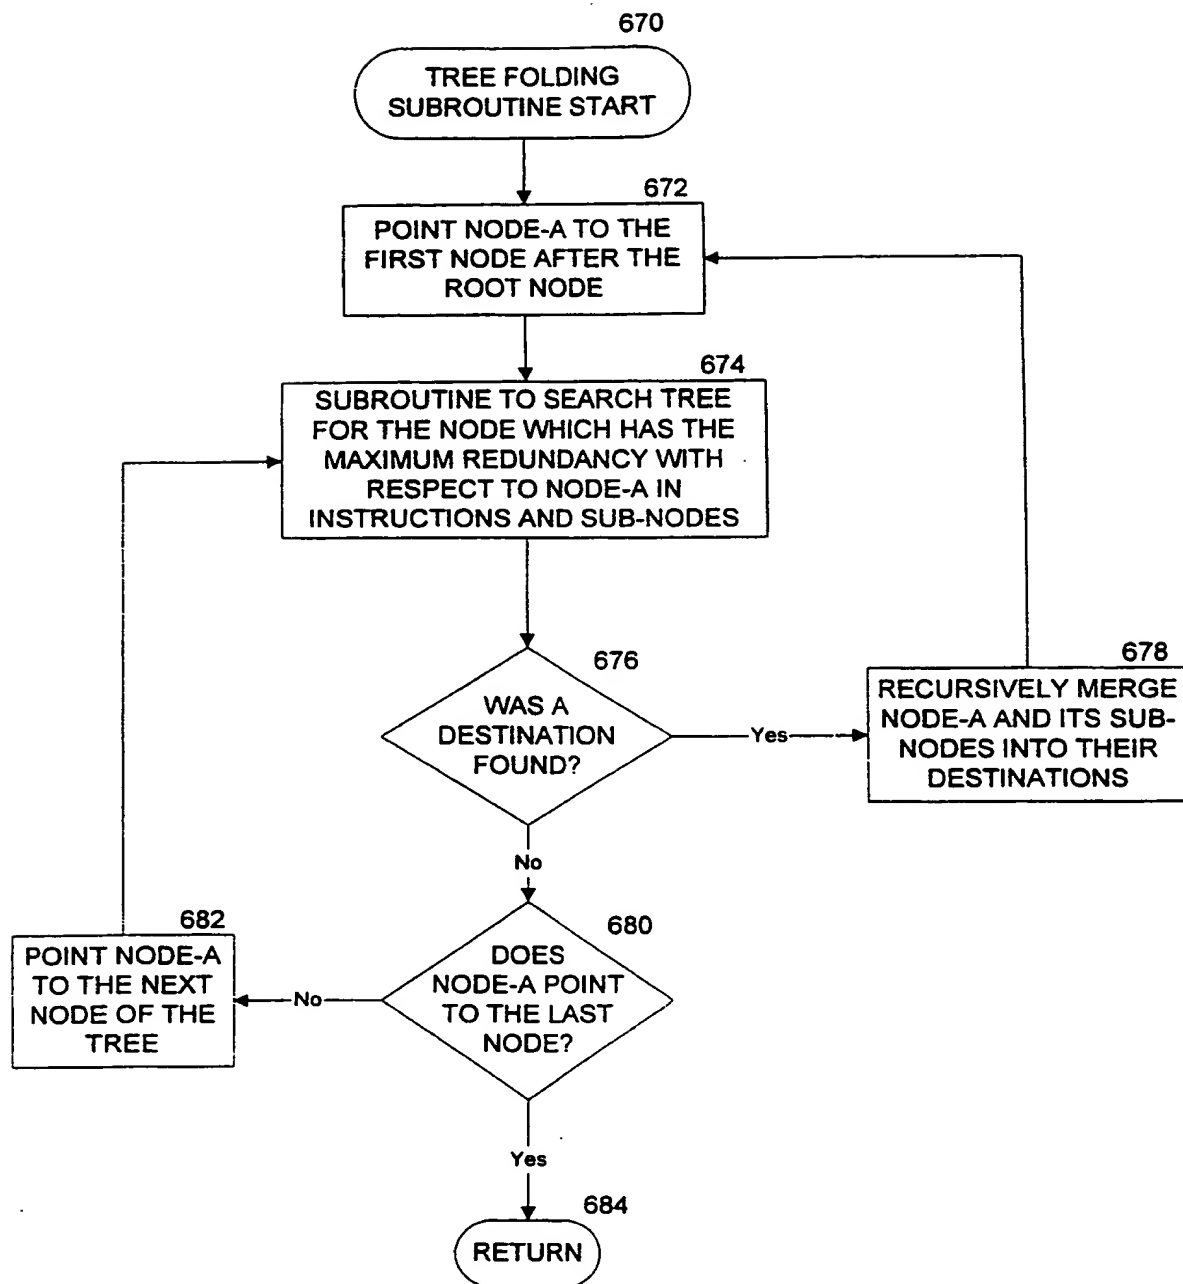 670
TREE FOLDING
SUBROUTINE START
672
POINT NODE-A TO THE
FIRST NODE AFTER THE
ROOT NODE
674
SUBROUTINE TO SEARCH TREE
FOR THE NODE WHICH HAS THE
MAXIMUM REDUNDANCY WITH
RESPECT TO NODE-A IN
INSTRUCTIONS AND SUB-NODES
676
WAS A
DESTINATION
FOUND?
Yes
678
RECURSIVELY MERGE
NODE-A AND ITS SUB-
NODES INTO THEIR
DESTINATIONS
No
680
DOES
NODE-A POINT
TO THE LAST
NODE?
No
682
POINT NODE-A
TO THE NEXT
NODE OF THE
TREE
Yes
684
RETURN